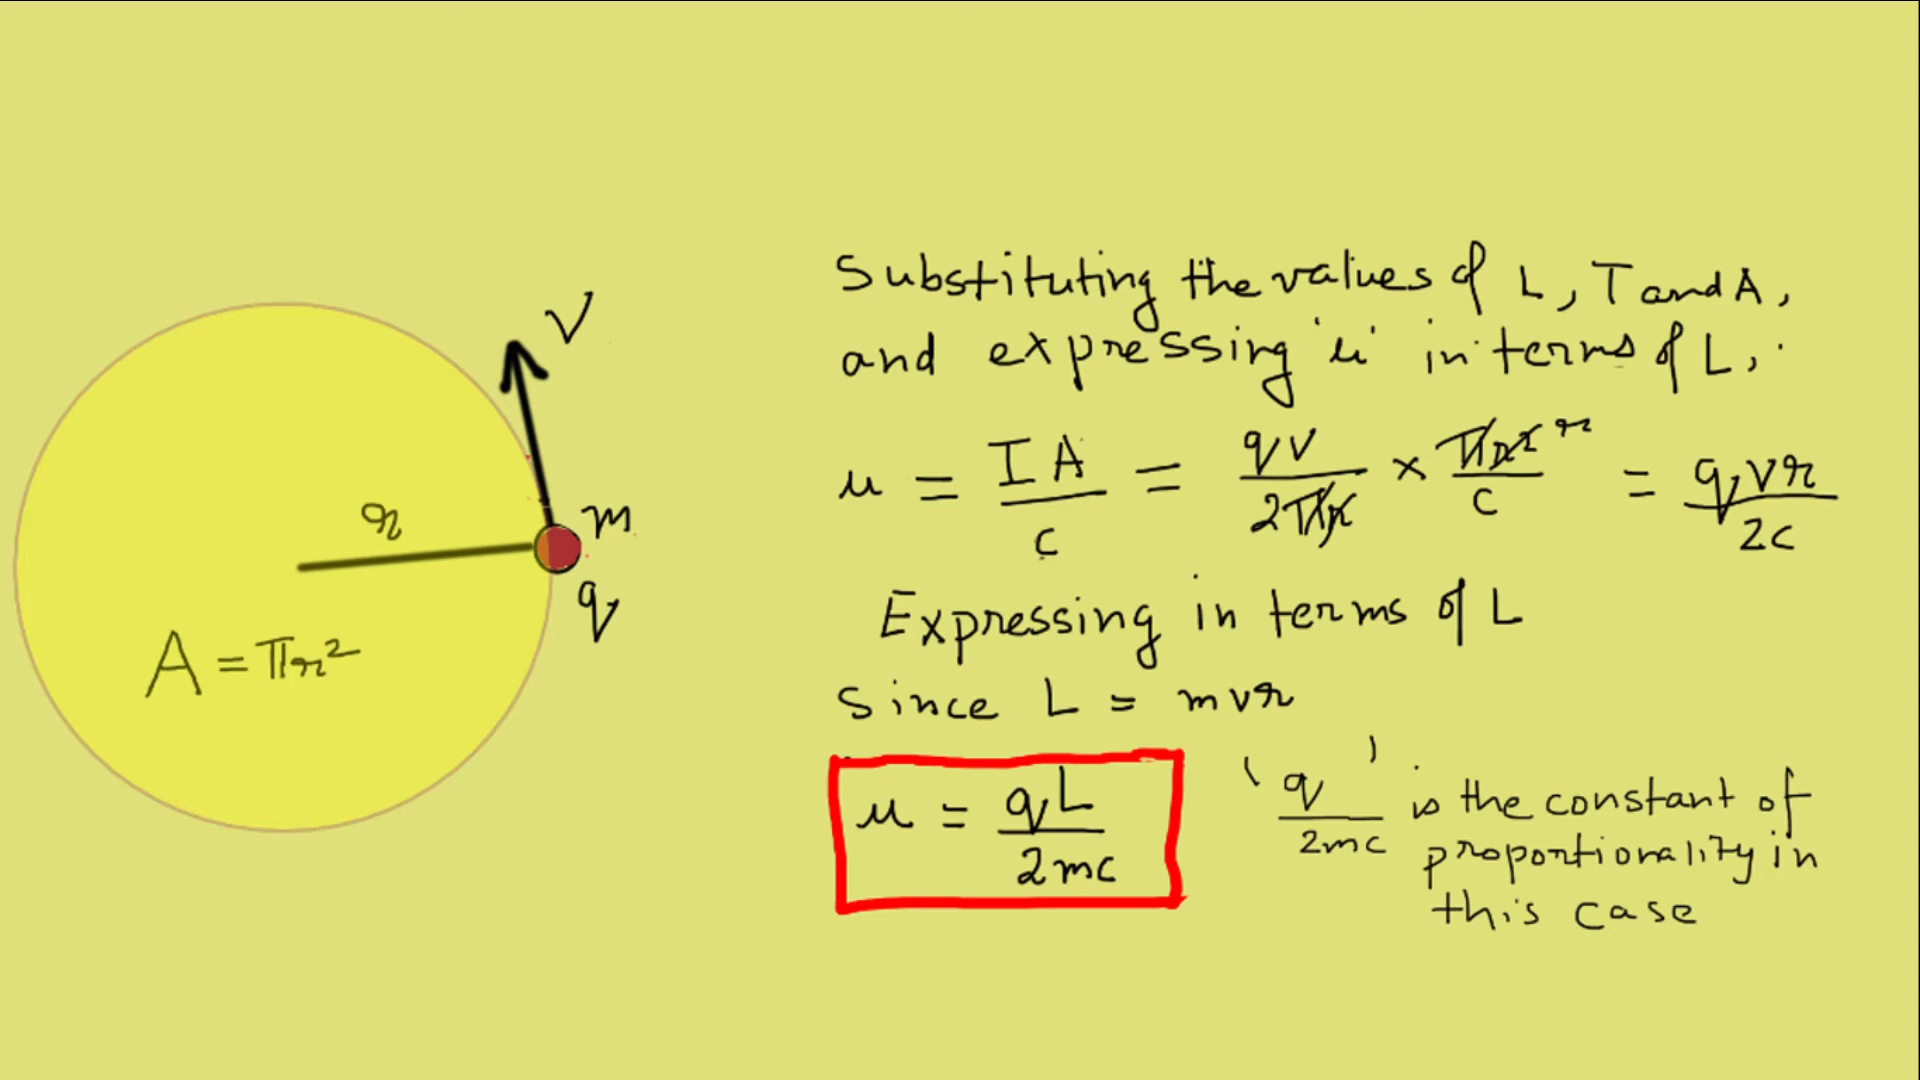 Substituting the values of L, T and A,
and expressing 'u' in terms of L,
u = IA/c = qv/2πr × πr² r/c = qvr/2c
Expressing in terms of L
Since L = mvr
u = qL/2mc
'q/2mc' is the constant of
proportionality in
this case
V
r
m
q
A = πr²